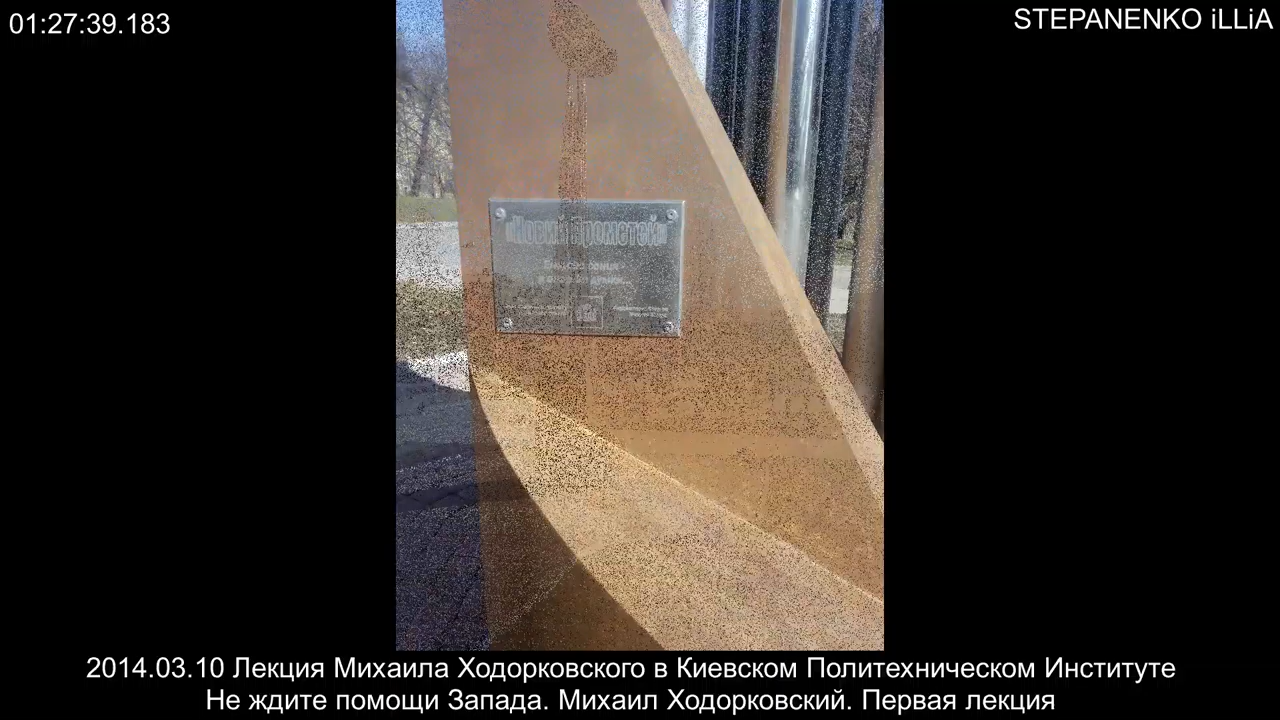 01:27:39.183
STEPANENKO iLLiA
"Новий Прометей"
2014.03.10 Лекция Михаила Ходорковского в Киевском Политехническом Институте
Не ждите помощи Запада. Михаил Ходорковский. Первая лекция